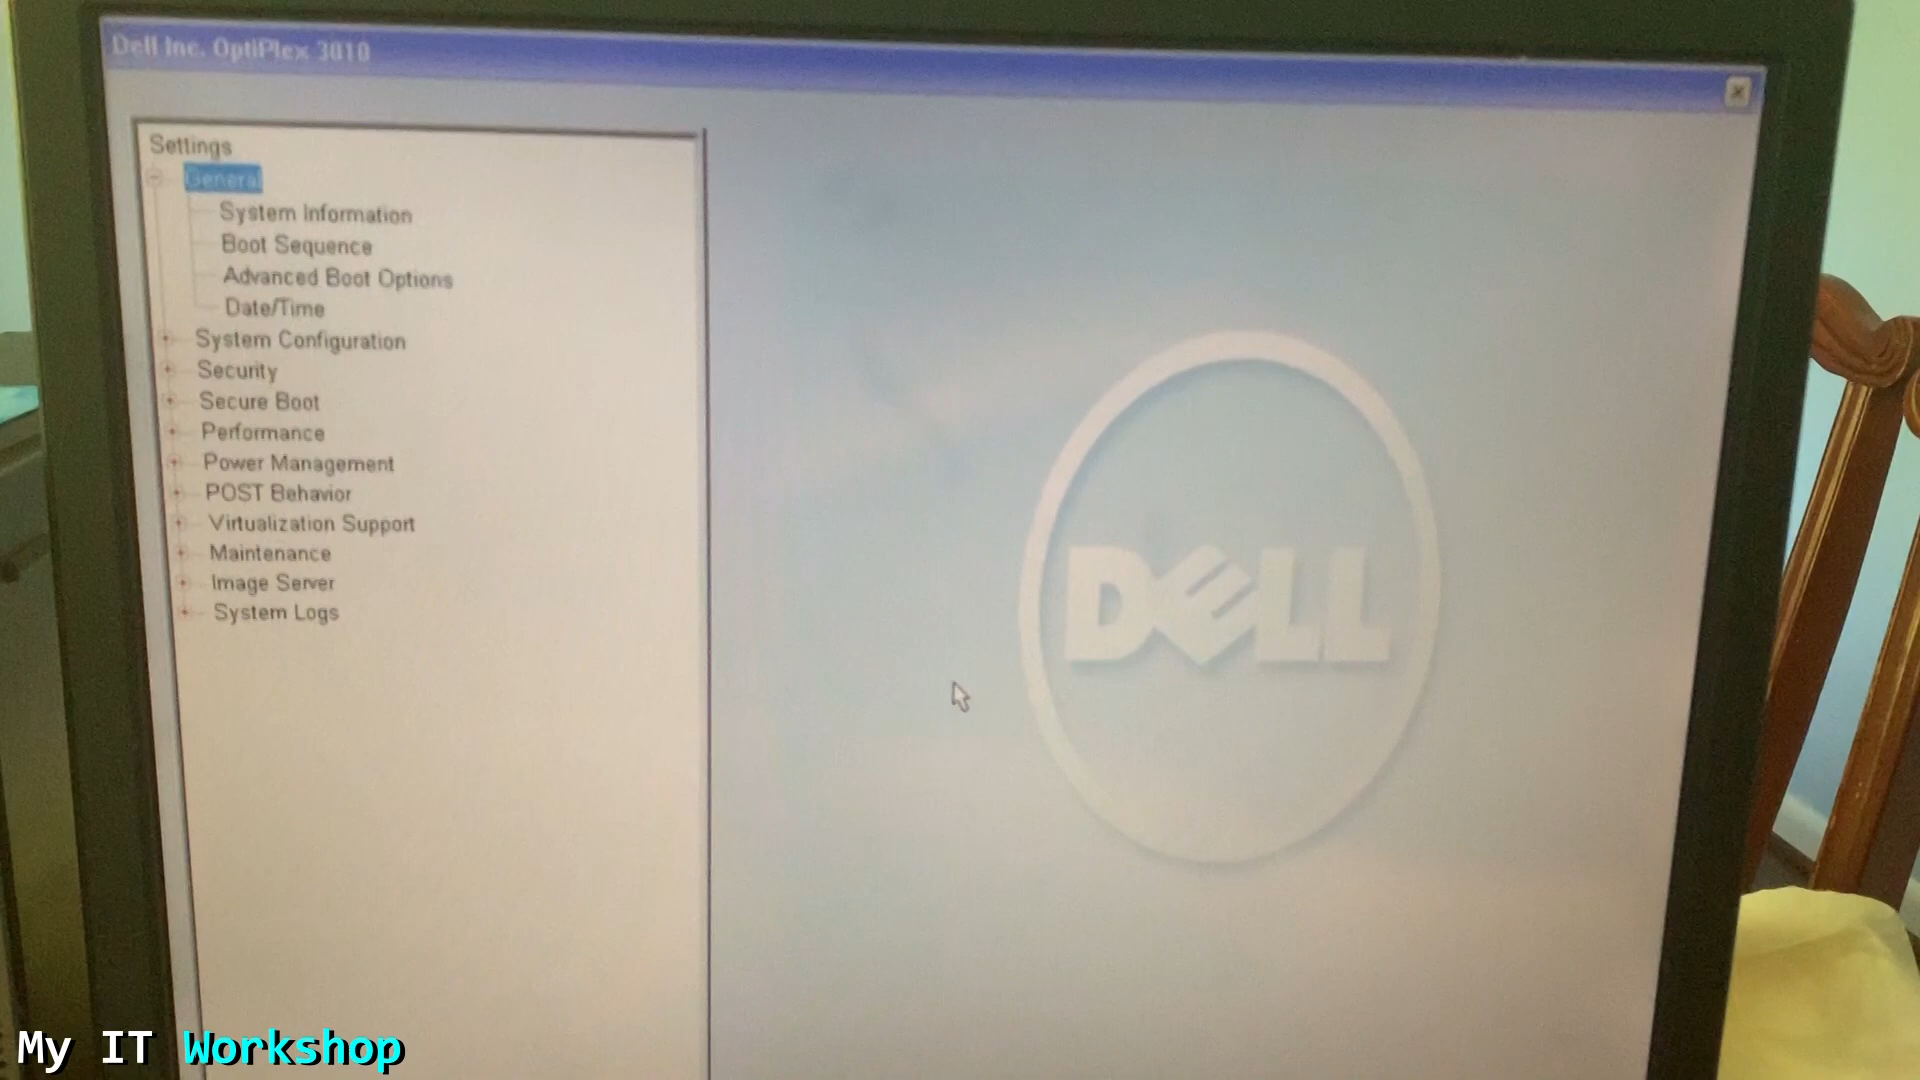 Dell Inc. OptiPlex 3010
Settings
General
System Information
Boot Sequence
Advanced Boot Options
Date/Time
System Configuration
Security
Secure Boot
Performance
Power Management
POST Behavior
Virtualization Support
Maintenance
Image Server
System Logs
DELL
My IT Workshop